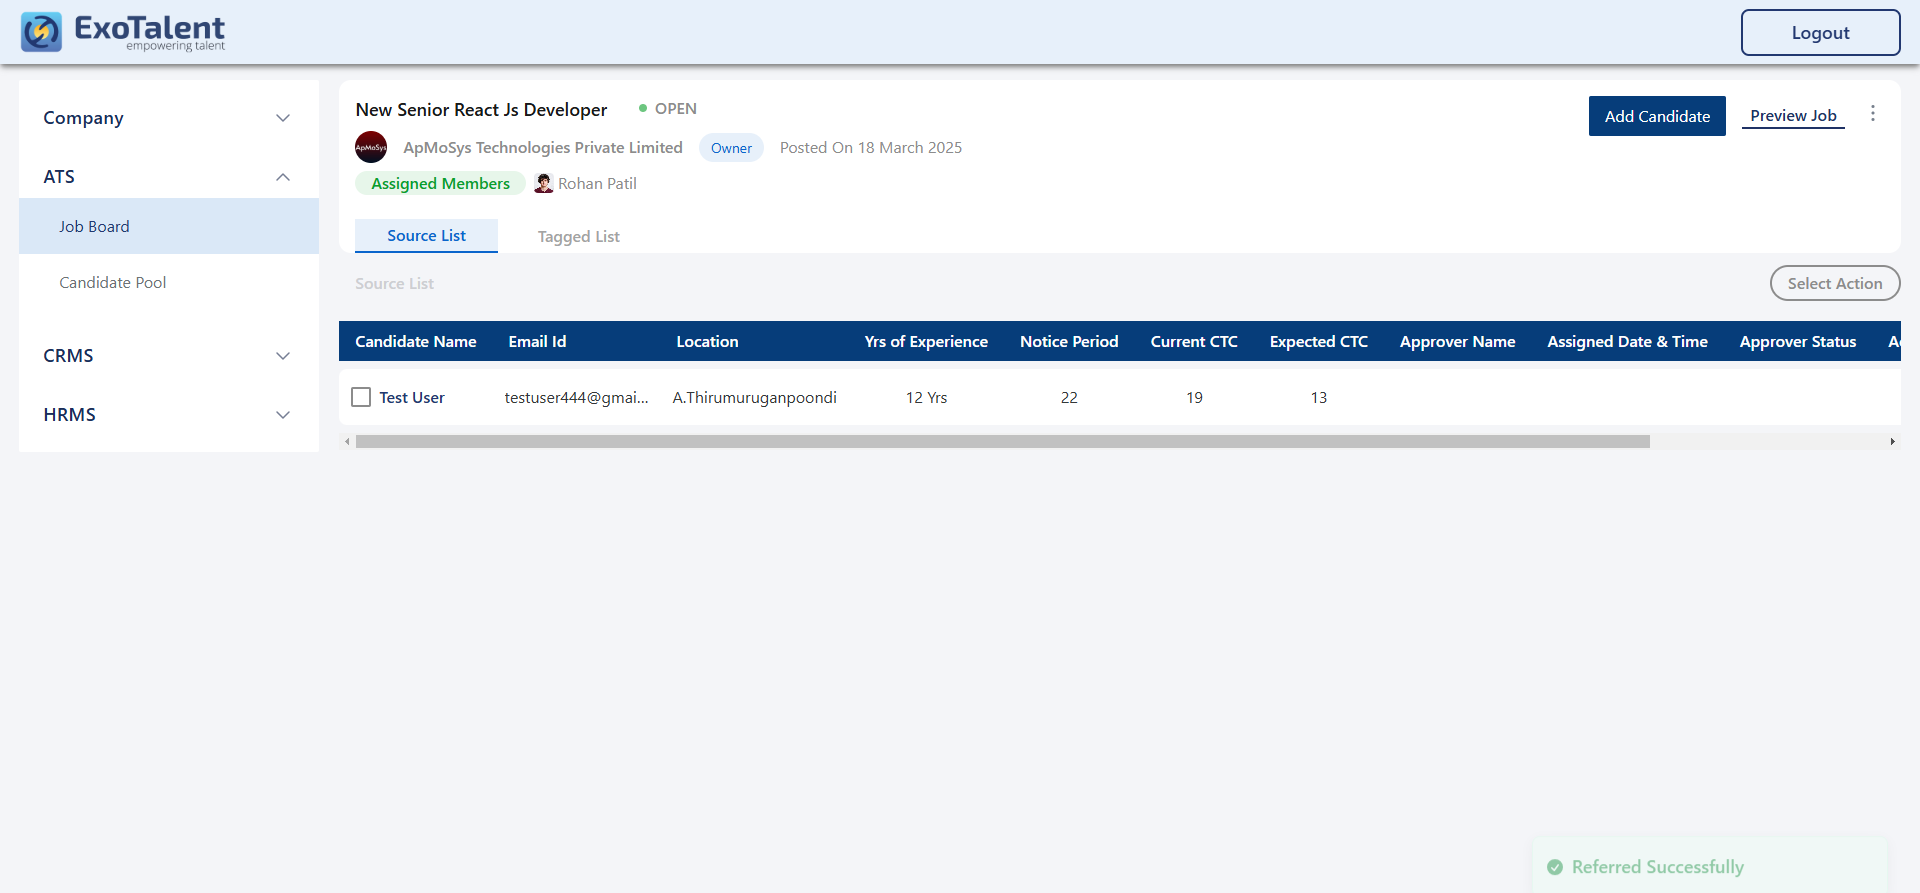 ExoTalent
empowering talent
Logout
Company
ATS
Job Board
Candidate Pool
CRMS
HRMS
New Senior React Js Developer
OPEN
ApMoSys
ApMoSys Technologies Private Limited
Owner
Posted On 18 March 2025
Assigned Members
Rohan Patil
Add Candidate
Preview Job
Source List
Tagged List
Source List
Select Action
Candidate Name Email Id Location Yrs of Experience Notice Period Current CTC Expected CTC Approver Name Assigned Date & Time Approver Status
Test User testuser444@gmai... A.Thirumuruganpoondi 12 Yrs 22 19 13
Referred Successfully